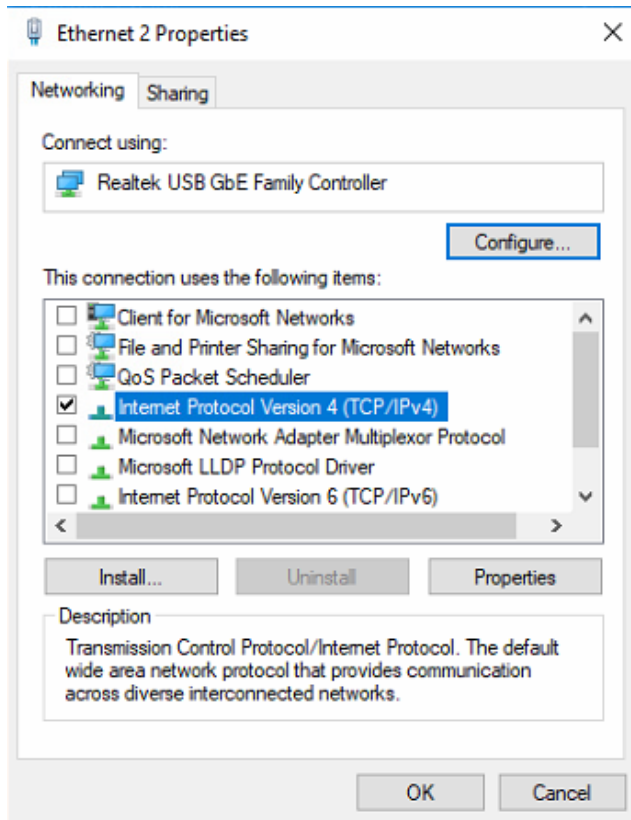 Ethernet 2 Properties
Networking
Sharing
Connect using:
Realtek USB GbE Family Controller
Configure...
This connection uses the following items:
Client for Microsoft Networks
File and Printer Sharing for Microsoft Networks
QoS Packet Scheduler
Internet Protocol Version 4 (TCP/IPv4)
Microsoft Network Adapter Multiplexor Protocol
Microsoft LLDP Protocol Driver
Internet Protocol Version 6 (TCP/IPv6)
Install...
Uninstall
Properties
Description
Transmission Control Protocol/Internet Protocol. The default
wide area network protocol that provides communication
across diverse interconnected networks.
OK
Cancel